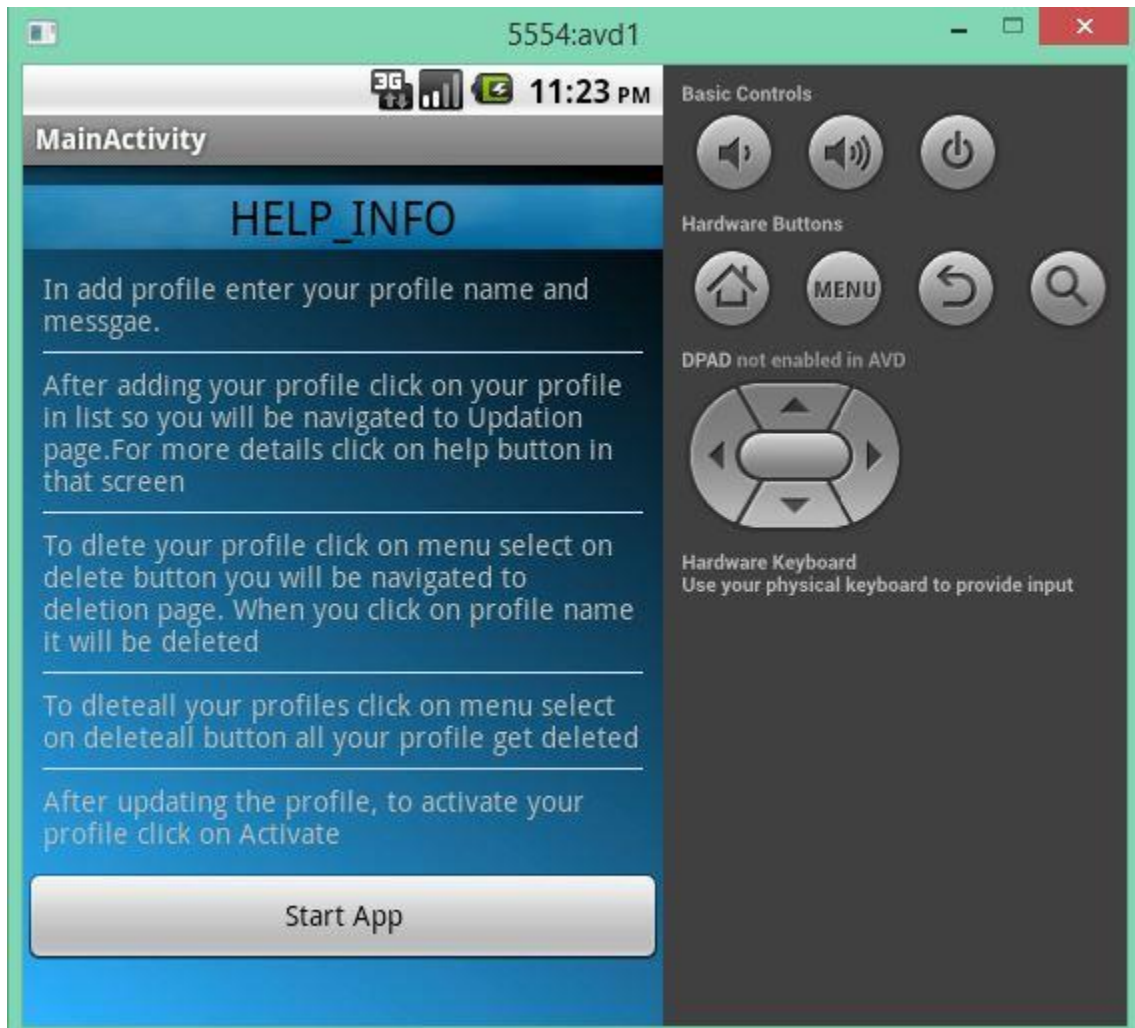 5554:avd1
3G 11:23 PM
MainActivity
HELP_INFO
In add profile enter your profile name and
messgae.
After adding your profile click on your profile
in list so you will be navigated to Updation
page.For more details click on help button in
that screen
To dlete your profile click on menu select on
delete button you will be navigated to
deletion page. When you click on profile name
it will be deleted
To dleteall your profiles click on menu select
on deleteall button all your profile get deleted
After updating the profile, to activate your
profile click on Activate
Start App
Basic Controls
Hardware Buttons
MENU
DPAD not enabled in AVD
Hardware Keyboard
Use your physical keyboard to provide input